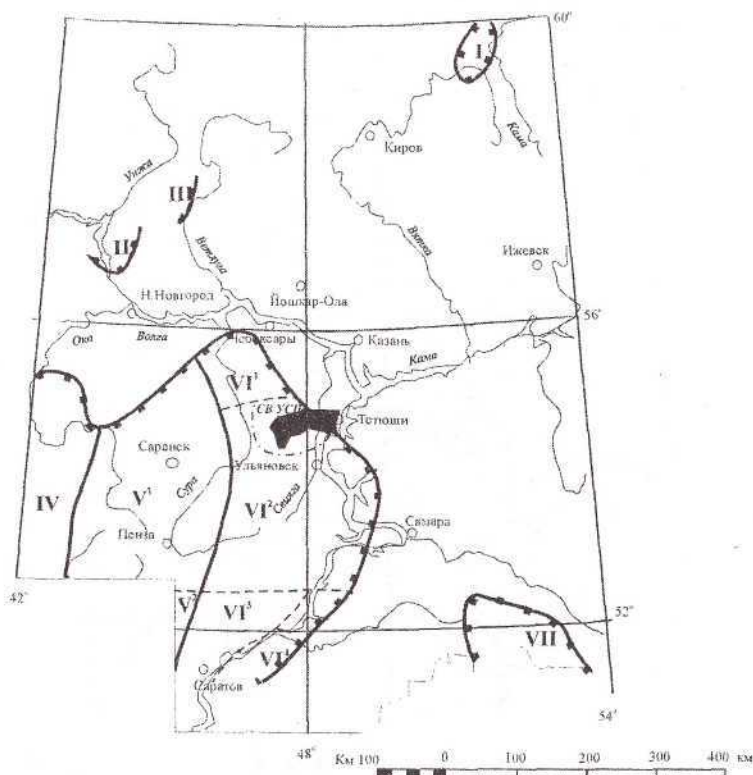 60°
I
Кама
Киров
Унжа
III
II
Ветлуга
Вятка
Ижевск
Н.Новгород
Йошкар-Ола
56°
Ока
Волга
Чебоксары
Казань
Кама
VI¹
СВ УСП
Тетюши
Саранск
Ульяновск
IV
V¹
Сура
VI²
Свияга
Пенза
Самара
42°
V²
VI³
52°
VI⁴
VII
Саратов
48°
54°
Км 100 0 100 200 300 400 км